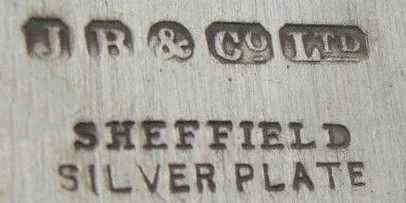 J B & Co LTD
SHEFFIELD
SILVER PLATE